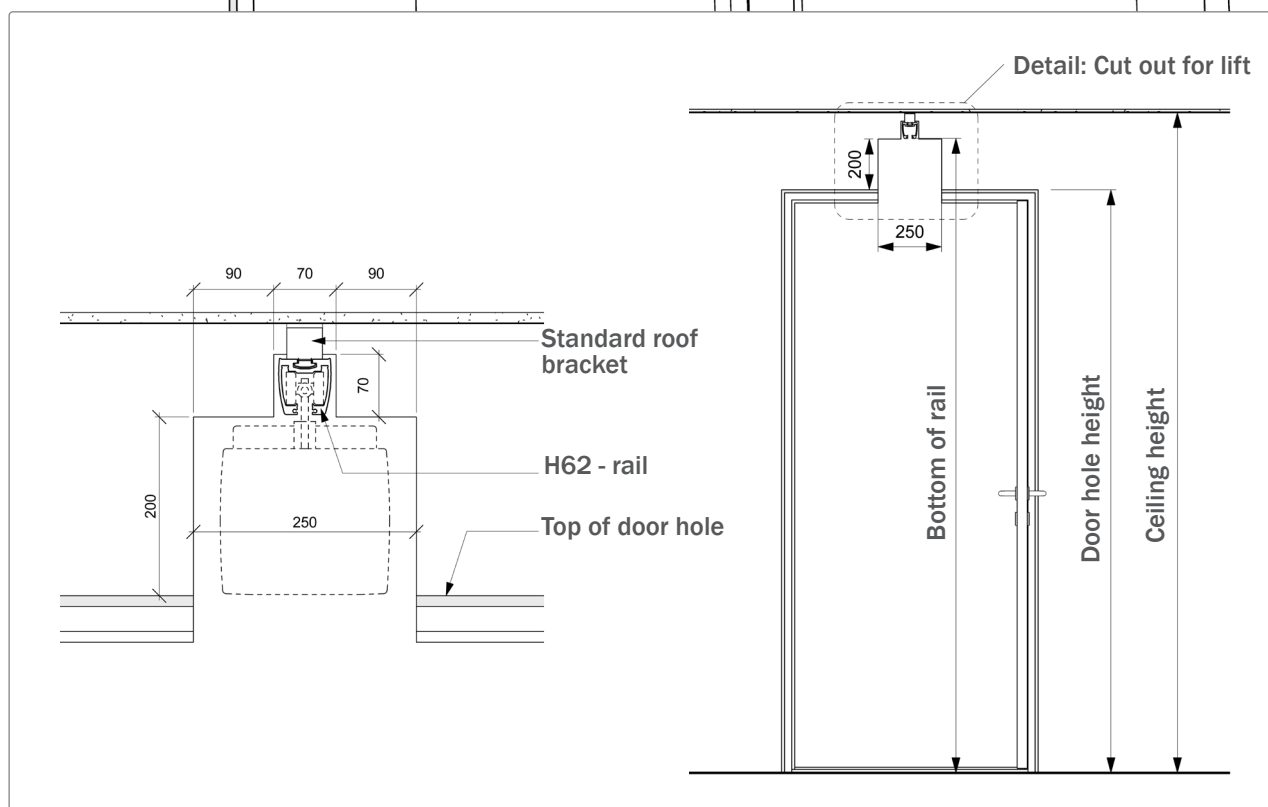 Detail: Cut out for lift
200
250
90
70
90
Standard roof
bracket
70
H62 - rail
200
250
Top of door hole
Bottom of rail
Door hole height
Ceiling height